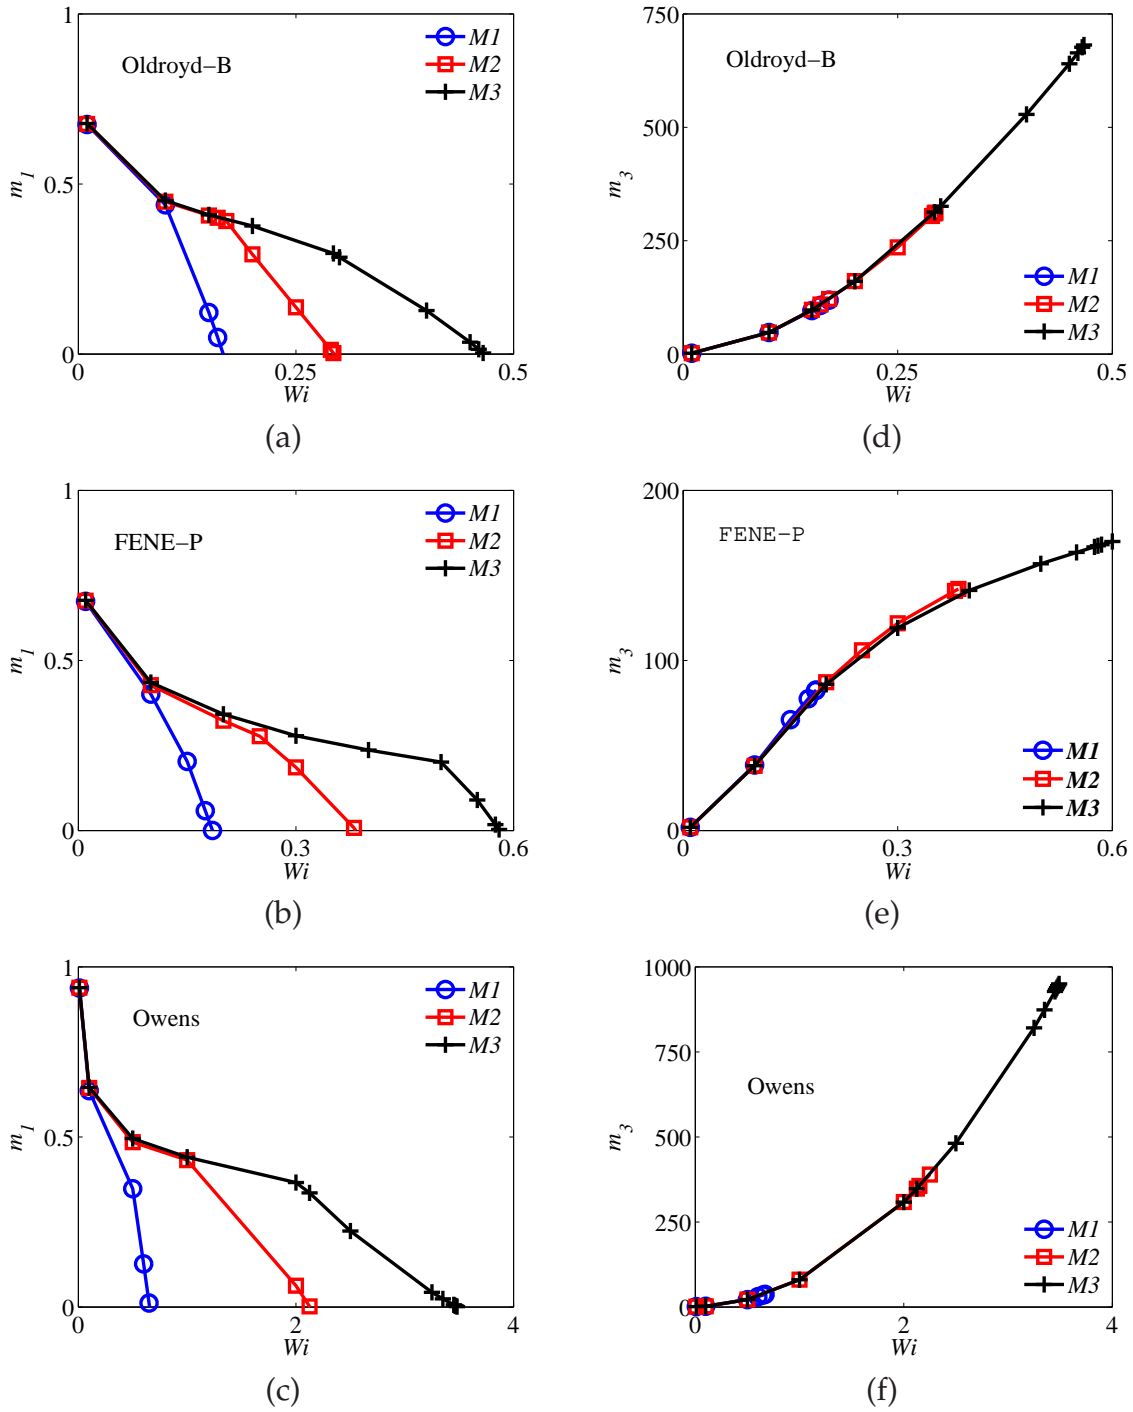 1
0.5
0
m1
Oldroyd−B
M1
M2
M3
0 0.25 0.5
Wi
(a)
750
500
250
0
m3
Oldroyd−B
M1
M2
M3
0 0.25 0.5
Wi
(d)
1
0.5
0
m1
FENE−P
M1
M2
M3
0 0.3 0.6
Wi
(b)
200
100
0
m3
FENE-P
M1
M2
M3
0 0.3 0.6
Wi
(e)
1
0.5
0
m1
Owens
M1
M2
M3
0 2 4
Wi
(c)
1000
750
500
250
0
m3
Owens
M1
M2
M3
0 2 4
Wi
(f)